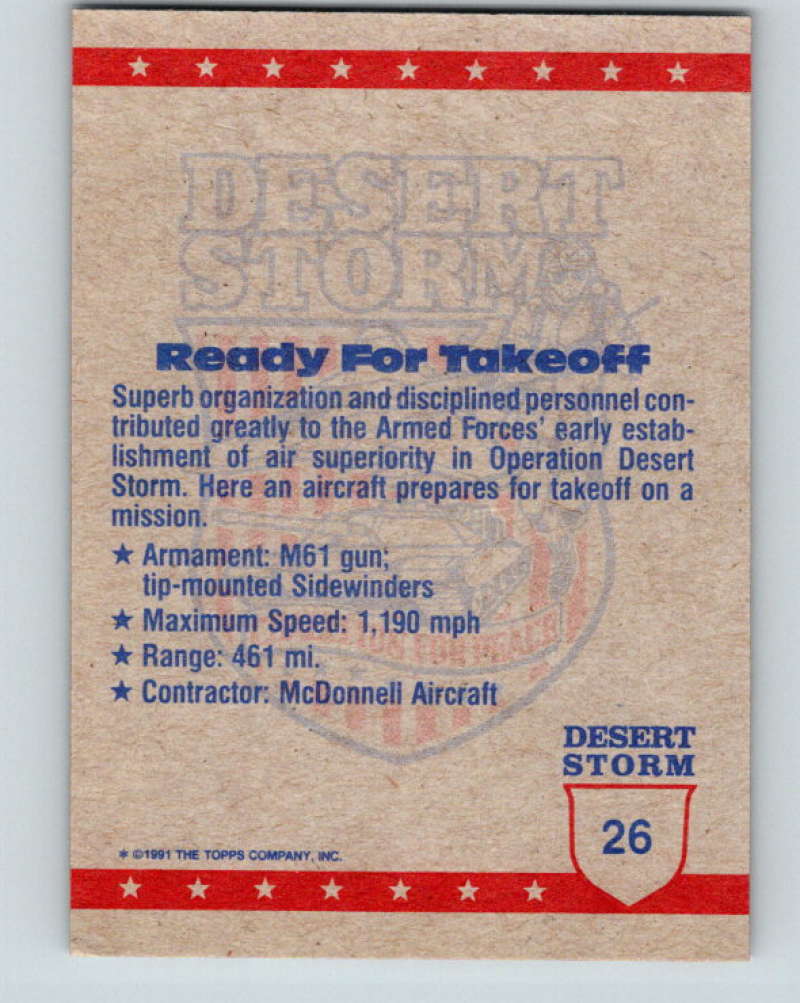 DESERT
STORM
Ready For Takeoff
Superb organization and disciplined personnel con-
tributed greatly to the Armed Forces' early estab-
lishment of air superiority in Operation Desert
Storm. Here an aircraft prepares for takeoff on a
mission.
★ Armament: M61 gun;
tip-mounted Sidewinders
★ Maximum Speed: 1,190 mph
★ Range: 461 mi.
★ Contractor: McDonnell Aircraft
DESERT
STORM
26
* ©1991 THE TOPPS COMPANY, INC.